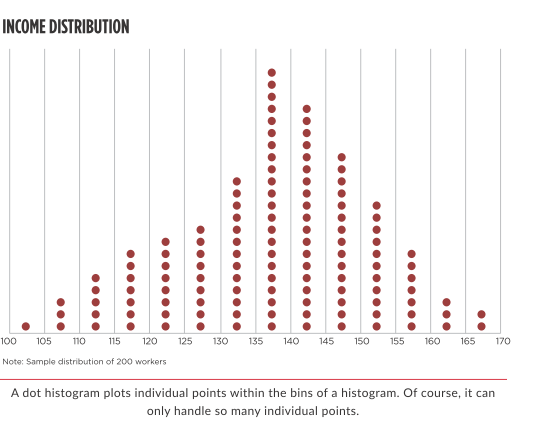 INCOME DISTRIBUTION
100 105 110 115 120 125 130 135 140 145 150 155 160 165 170
Note: Sample distribution of 200 workers
A dot histogram plots individual points within the bins of a histogram. Of course, it can
only handle so many individual points.